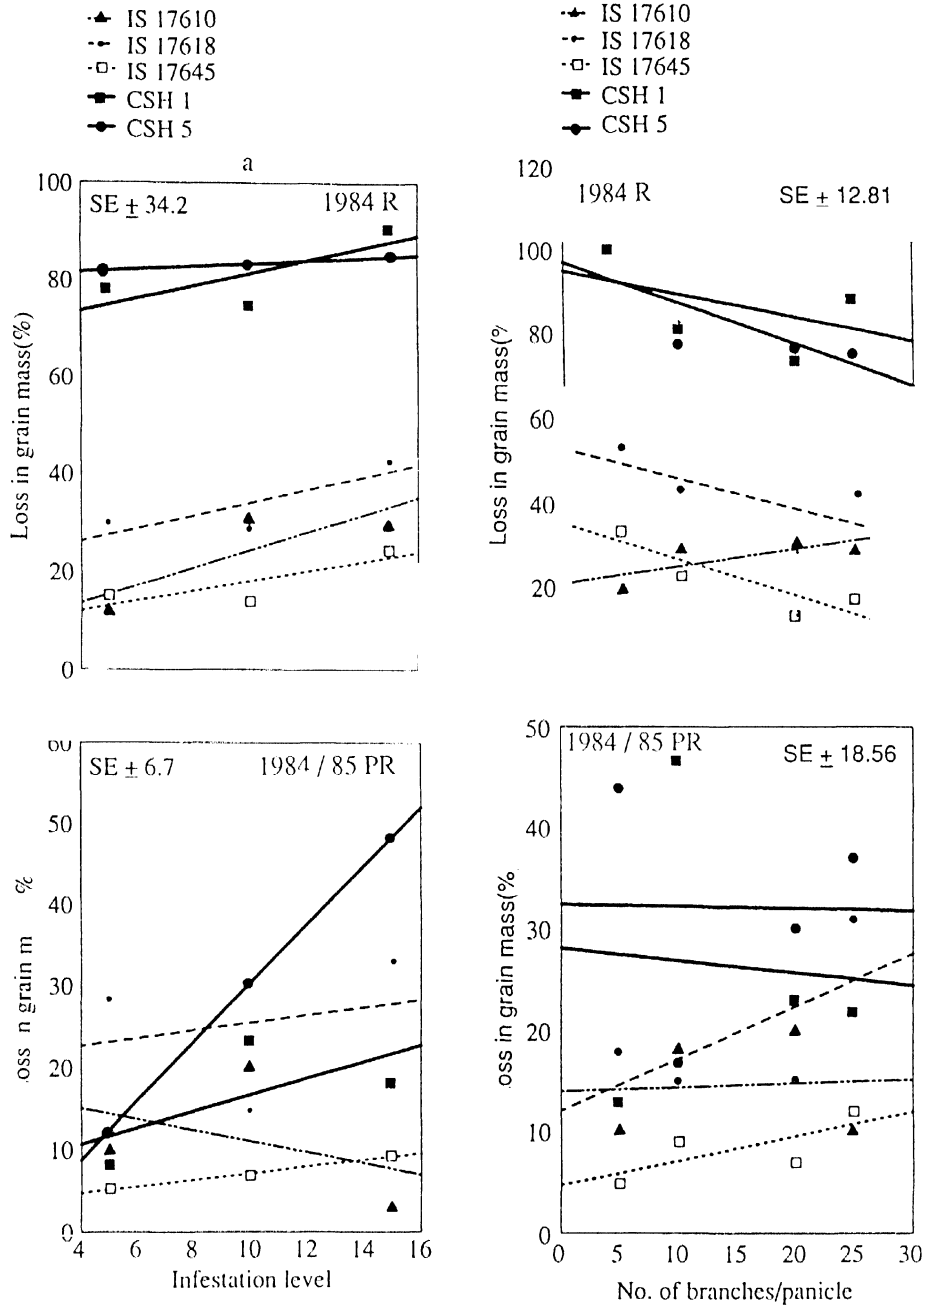 IS 17610
IS 17618
IS 17645
CSH 1
CSH 5
a
100
80
60
40
20
0
SE ± 34.2
1984 R
Loss in grain mass(%)
IS 17610
IS 17618
IS 17645
CSH 1
CSH 5
120
100
80
60
40
20
1984 R
SE ± 12.81
Loss in grain mass(%
60
50
40
30
20
10
0
SE ± 6.7
1984 / 85 PR
oss n grain m %
4 6 8 10 12 14 16
Infestation level
50
40
30
20
10
0
1984 / 85 PR
SE ± 18.56
oss in grain mass(%
0 5 10 15 20 25 30
No. of branches/panicle